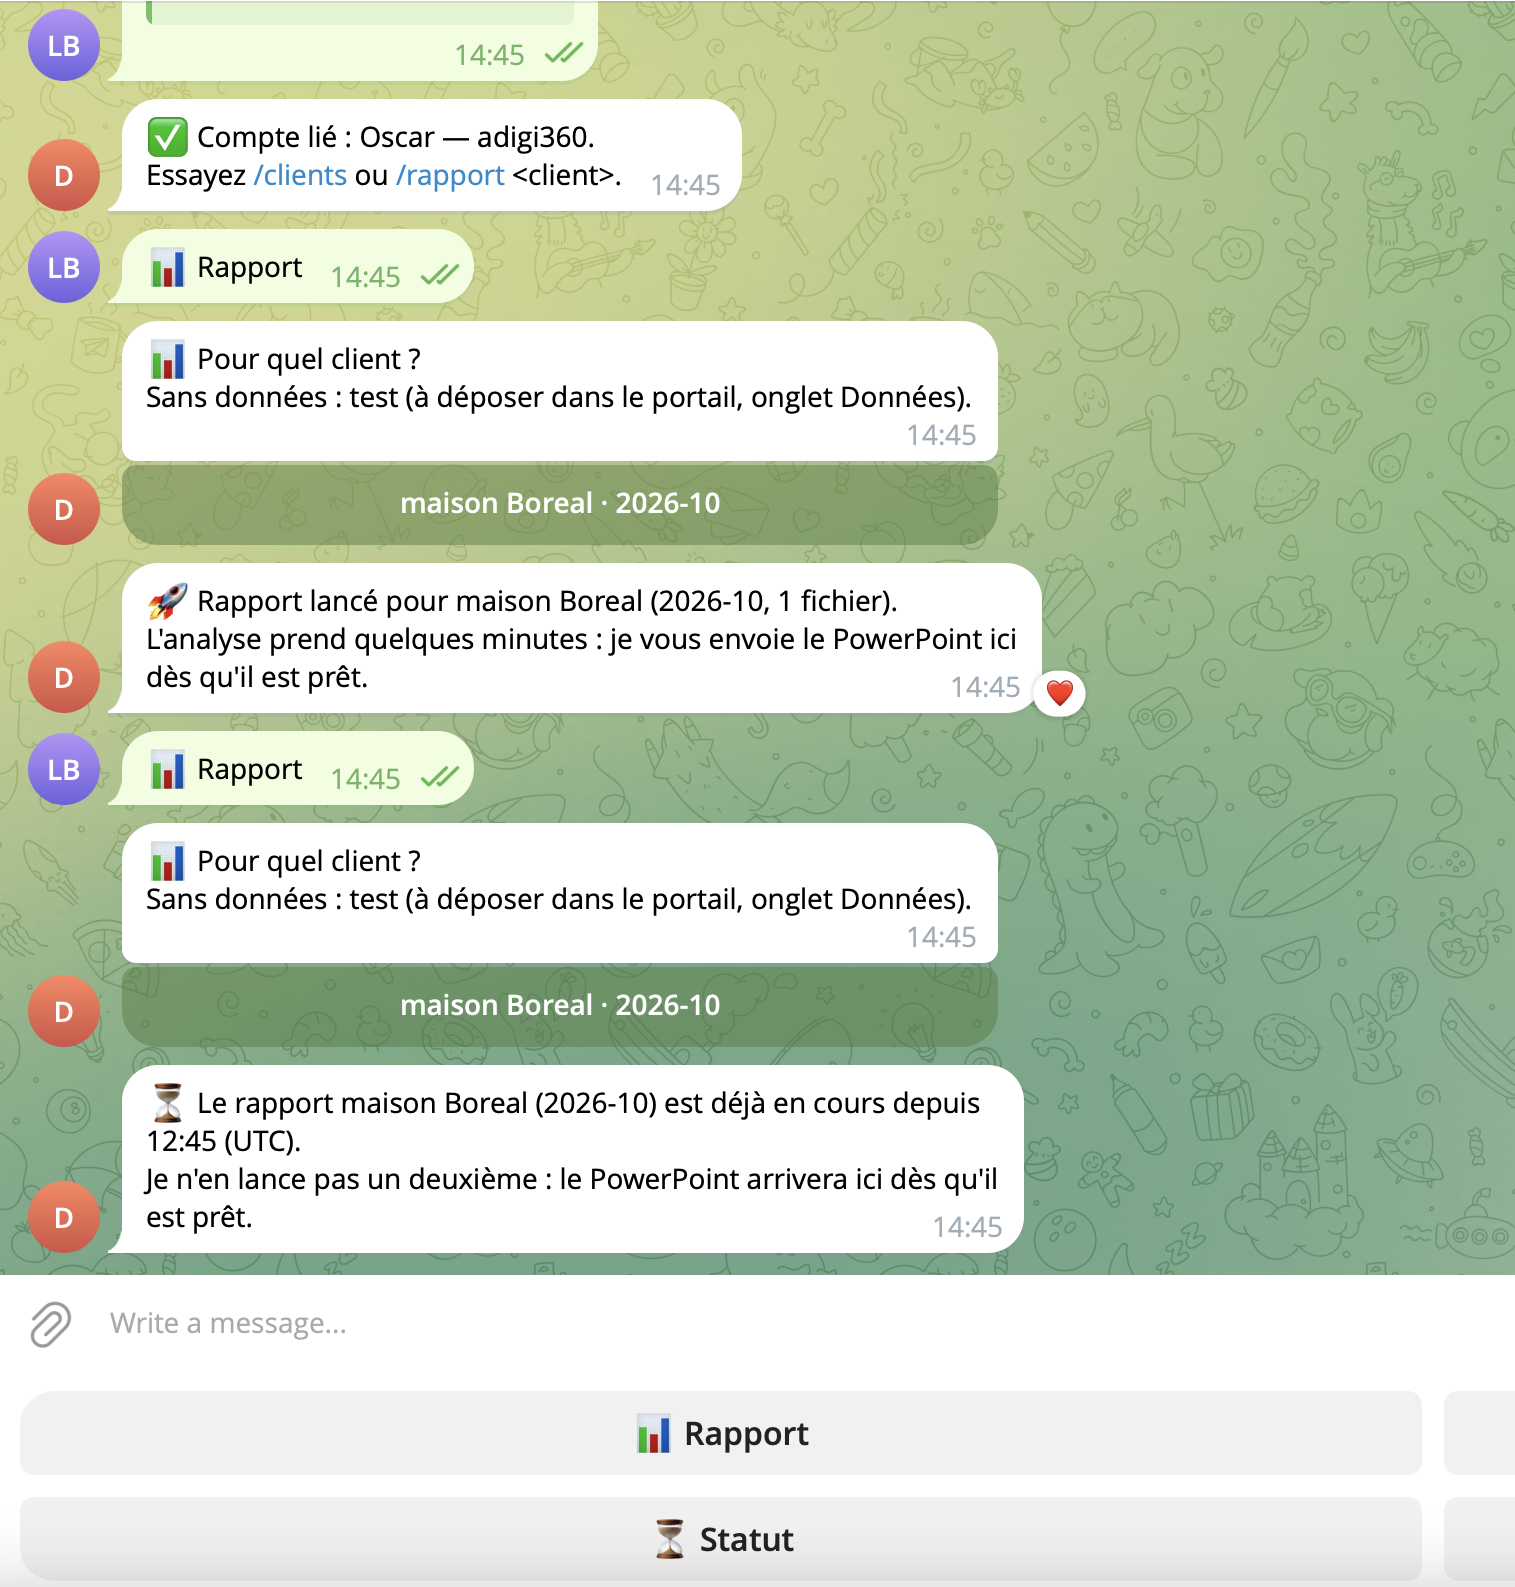 LB
14:45
✅ Compte lié : Oscar — adigi360.
Essayez /clients ou /rapport <client>. 14:45
D
LB
📊 Rapport 14:45
📊 Pour quel client ?
Sans données : test (à déposer dans le portail, onglet Données).
14:45
D
maison Boreal · 2026-10
🚀 Rapport lancé pour maison Boreal (2026-10, 1 fichier).
L'analyse prend quelques minutes : je vous envoie le PowerPoint ici
dès qu'il est prêt. 14:45
D
LB
📊 Rapport 14:45
📊 Pour quel client ?
Sans données : test (à déposer dans le portail, onglet Données).
14:45
D
maison Boreal · 2026-10
⏳ Le rapport maison Boreal (2026-10) est déjà en cours depuis
12:45 (UTC).
Je n'en lance pas un deuxième : le PowerPoint arrivera ici dès qu'il
est prêt. 14:45
D
Write a message...
📊 Rapport
⏳ Statut